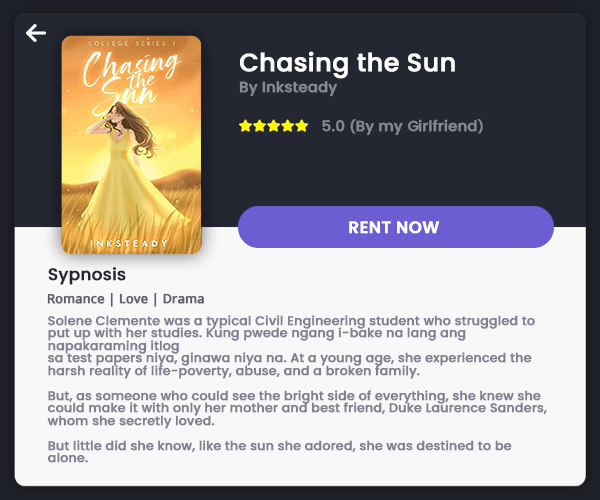 COLLEGE SERIES 1
Chasing
the
Sun
INKSTEADY
Chasing the Sun
By Inksteady
5.0 (By my Girlfriend)
RENT NOW
Sypnosis
Romance | Love | Drama
Solene Clemente was a typical Civil Engineering student who struggled to
put up with her studies. Kung pwede ngang i-bake na lang ang
napakaraming itlog
sa test papers niya, ginawa niya na. At a young age, she experienced the
harsh reality of life-poverty, abuse, and a broken family.
But, as someone who could see the bright side of everything, she knew she
could make it with only her mother and best friend, Duke Laurence Sanders,
whom she secretly loved.
But little did she know, like the sun she adored, she was destined to be
alone.